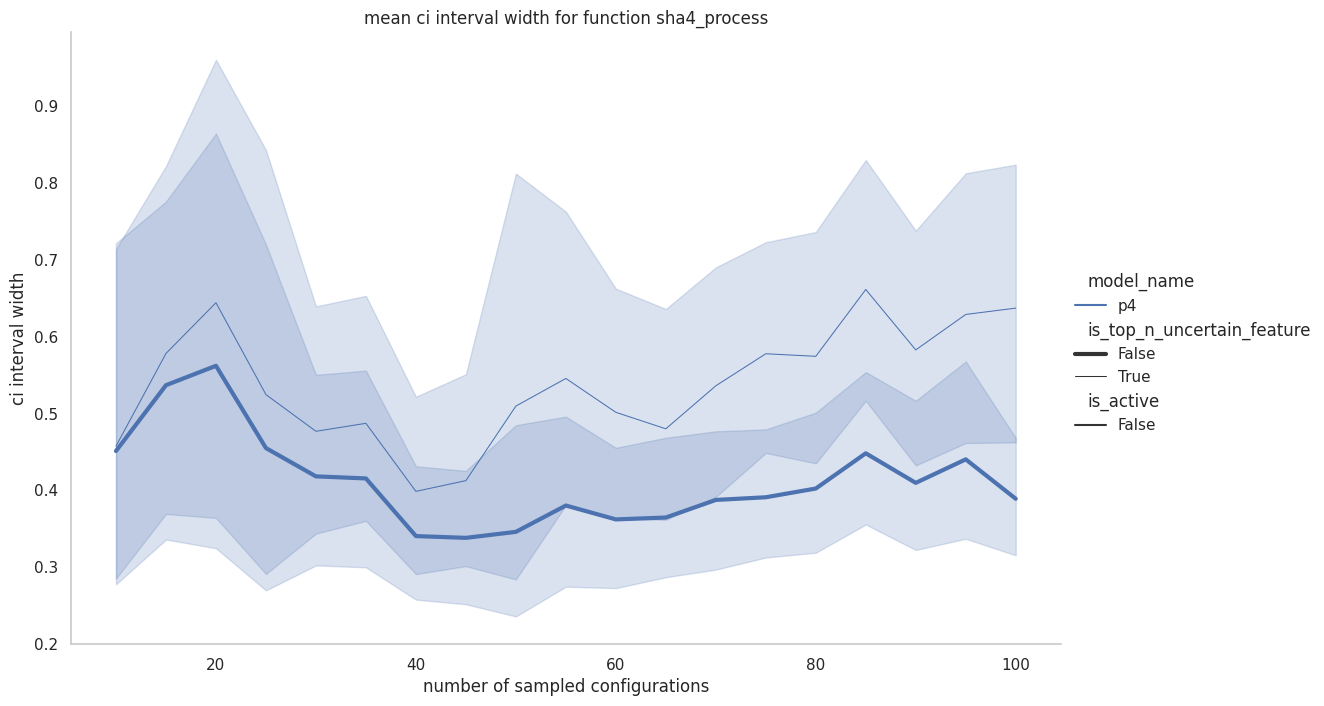 mean ci interval width for function sha4_process
ci interval width
0.9
0.8
0.7
0.6
0.5
0.4
0.3
0.2
20
40
60
80
100
number of sampled configurations
model_name
p4
is_top_n_uncertain_feature
False
True
is_active
False